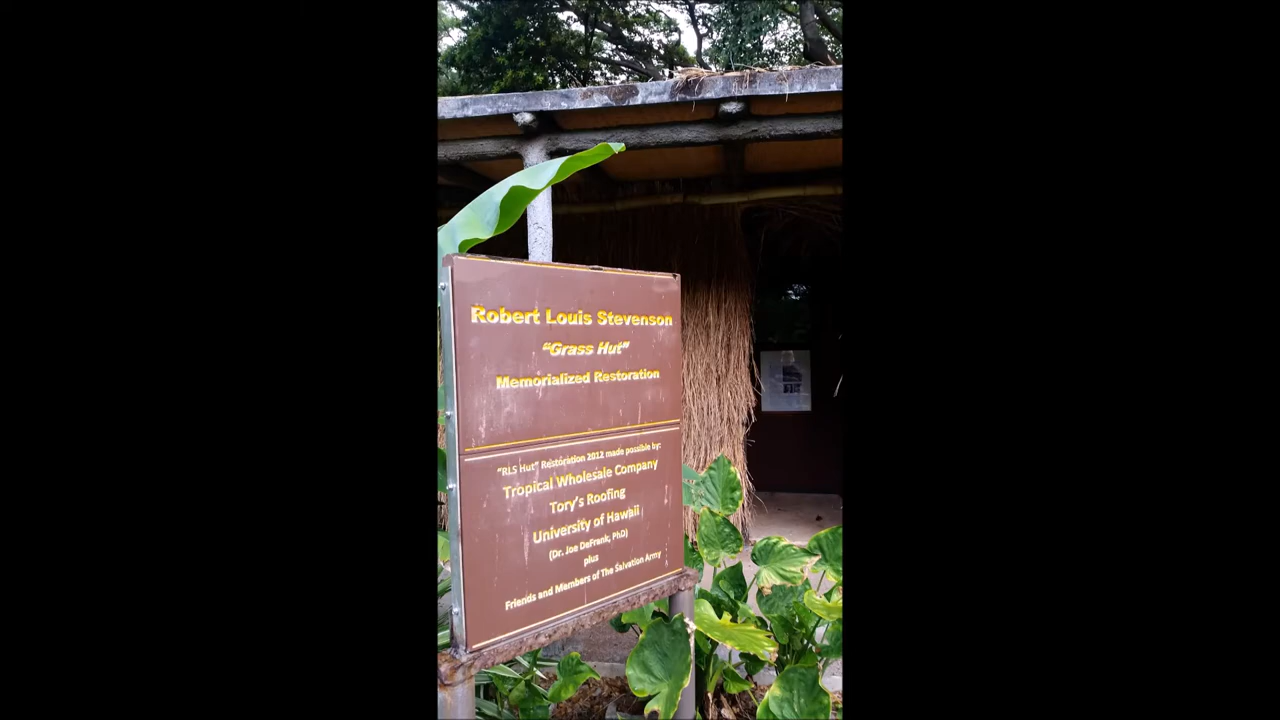 Robert Louis Stevenson
“Grass Hut”
Memorialized Restoration
“RLS Hut” Restoration 2012 made possible by:
Tropical Wholesale Company
Tory’s Roofing
University of Hawaii
(Dr. Joe DeFrank, PhD)
plus
Friends and Members of The Salvation Army